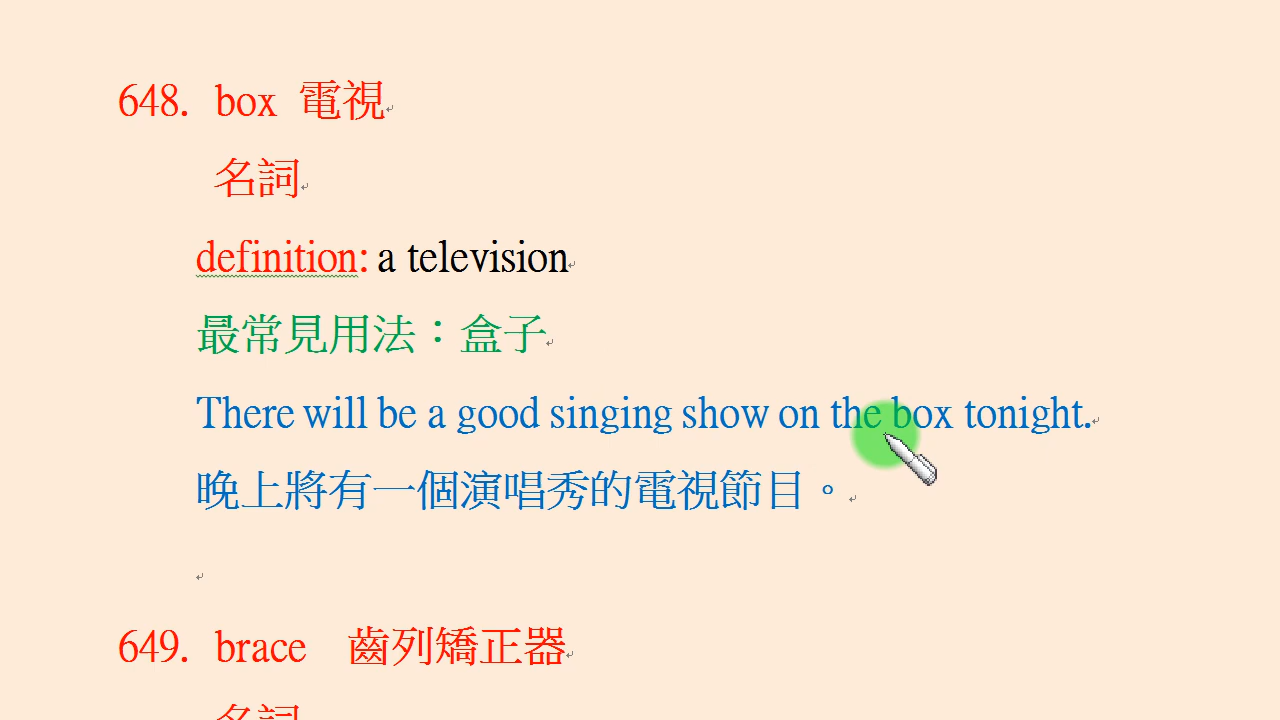 648. box 電視
名詞
definition: a television
最常見用法：盒子
There will be a good singing show on the box tonight.
晚上將有一個演唱秀的電視節目。
649. brace 齒列矯正器
名詞